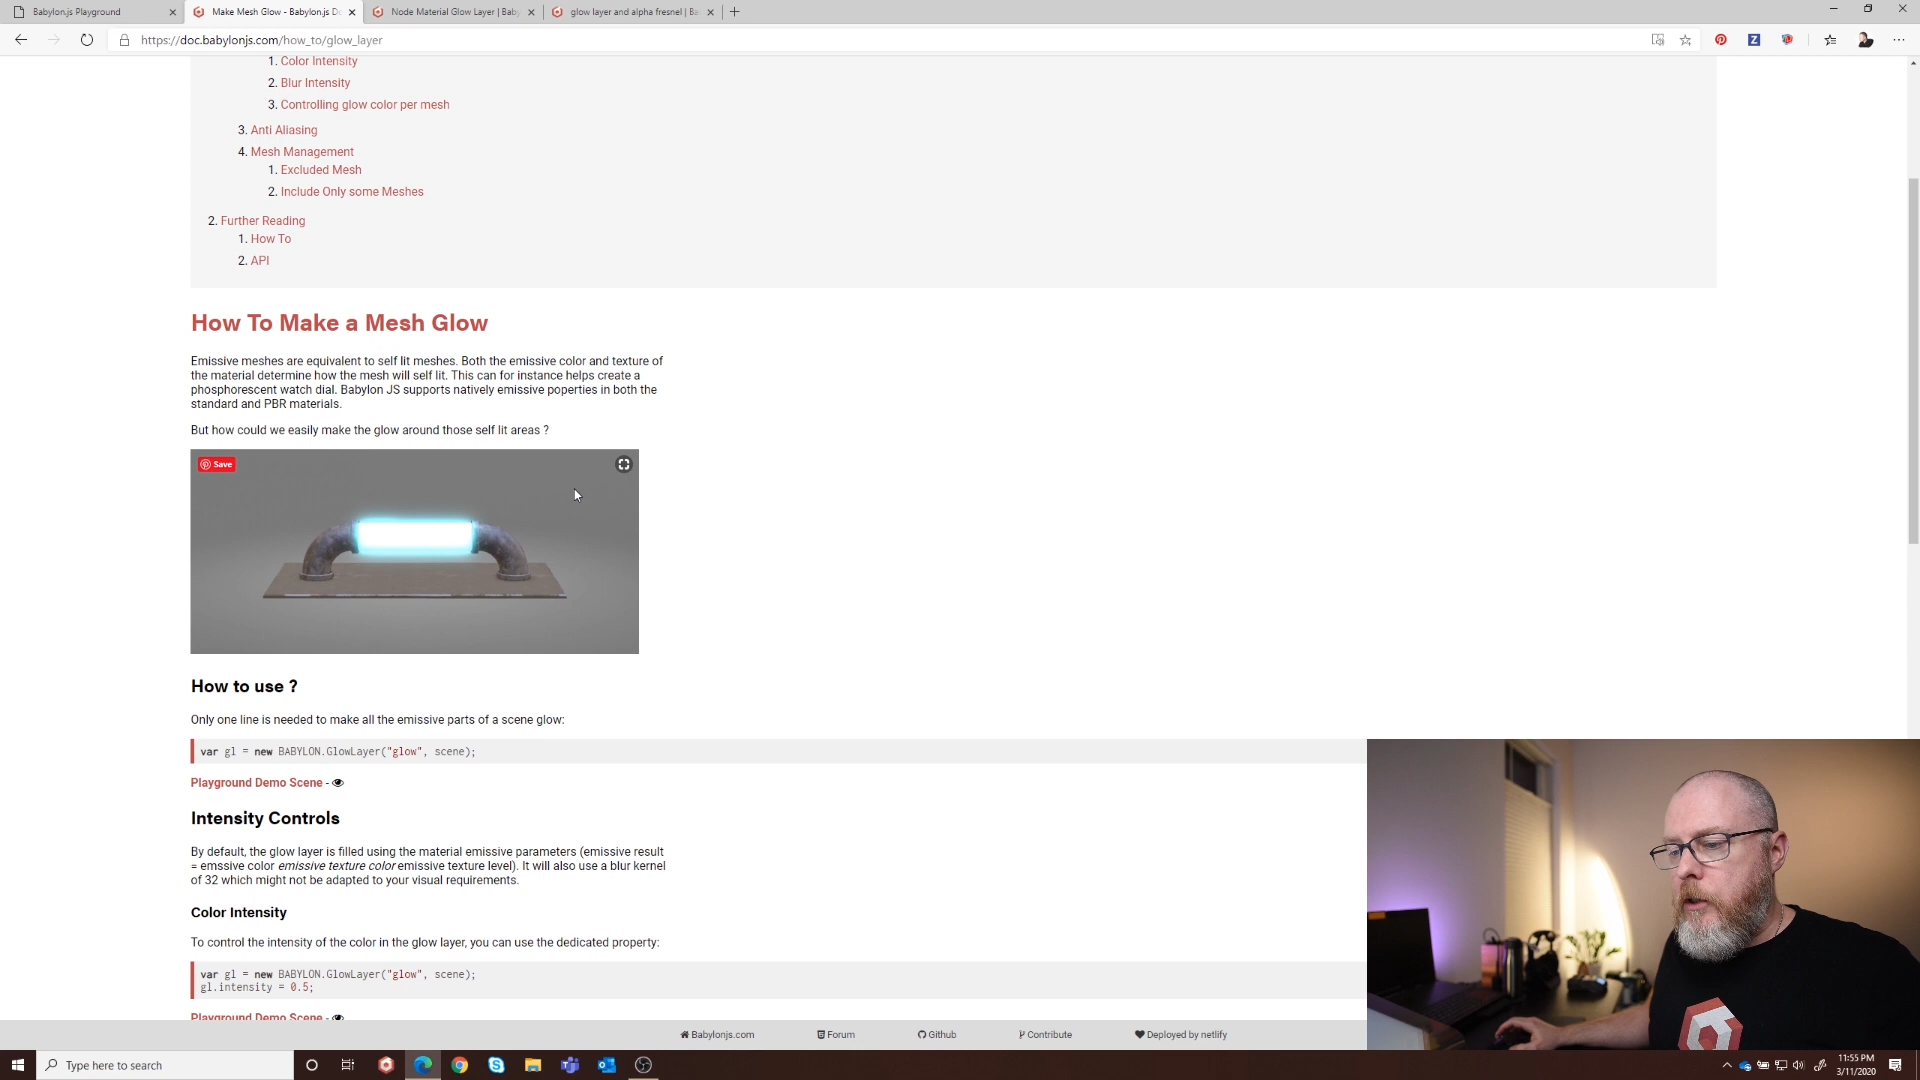 Babylon.js Playground
Make Mesh Glow - Babylon.js Do
Node Material Glow Layer | Baby
glow layer and alpha fresnel | Ba
https://doc.babylonjs.com/how_to/glow_layer
1. Color Intensity
2. Blur Intensity
3. Controlling glow color per mesh
3. Anti Aliasing
4. Mesh Management
1. Excluded Mesh
2. Include Only some Meshes
2. Further Reading
1. How To
2. API
How To Make a Mesh Glow
Emissive meshes are equivalent to self lit meshes. Both the emissive color and texture of
the material determine how the mesh will self lit. This can for instance helps create a
phosphorescent watch dial. Babylon JS supports natively emissive poperties in both the
standard and PBR materials.
But how could we easily make the glow around those self lit areas ?
Save
How to use ?
Only one line is needed to make all the emissive parts of a scene glow:
var gl = new BABYLON.GlowLayer("glow", scene);
Playground Demo Scene -
Intensity Controls
By default, the glow layer is filled using the material emissive parameters (emissive result
= emssive color emissive texture color emissive texture level). It will also use a blur kernel
of 32 which might not be adapted to your visual requirements.
Color Intensity
To control the intensity of the color in the glow layer, you can use the dedicated property:
var gl = new BABYLON.GlowLayer("glow", scene);
gl.intensity = 0.5;
Playground Demo Scene -
Babylonjs.com
Forum
Github
Contribute
Deployed by netlify
Type here to search
11:55 PM
3/11/2020